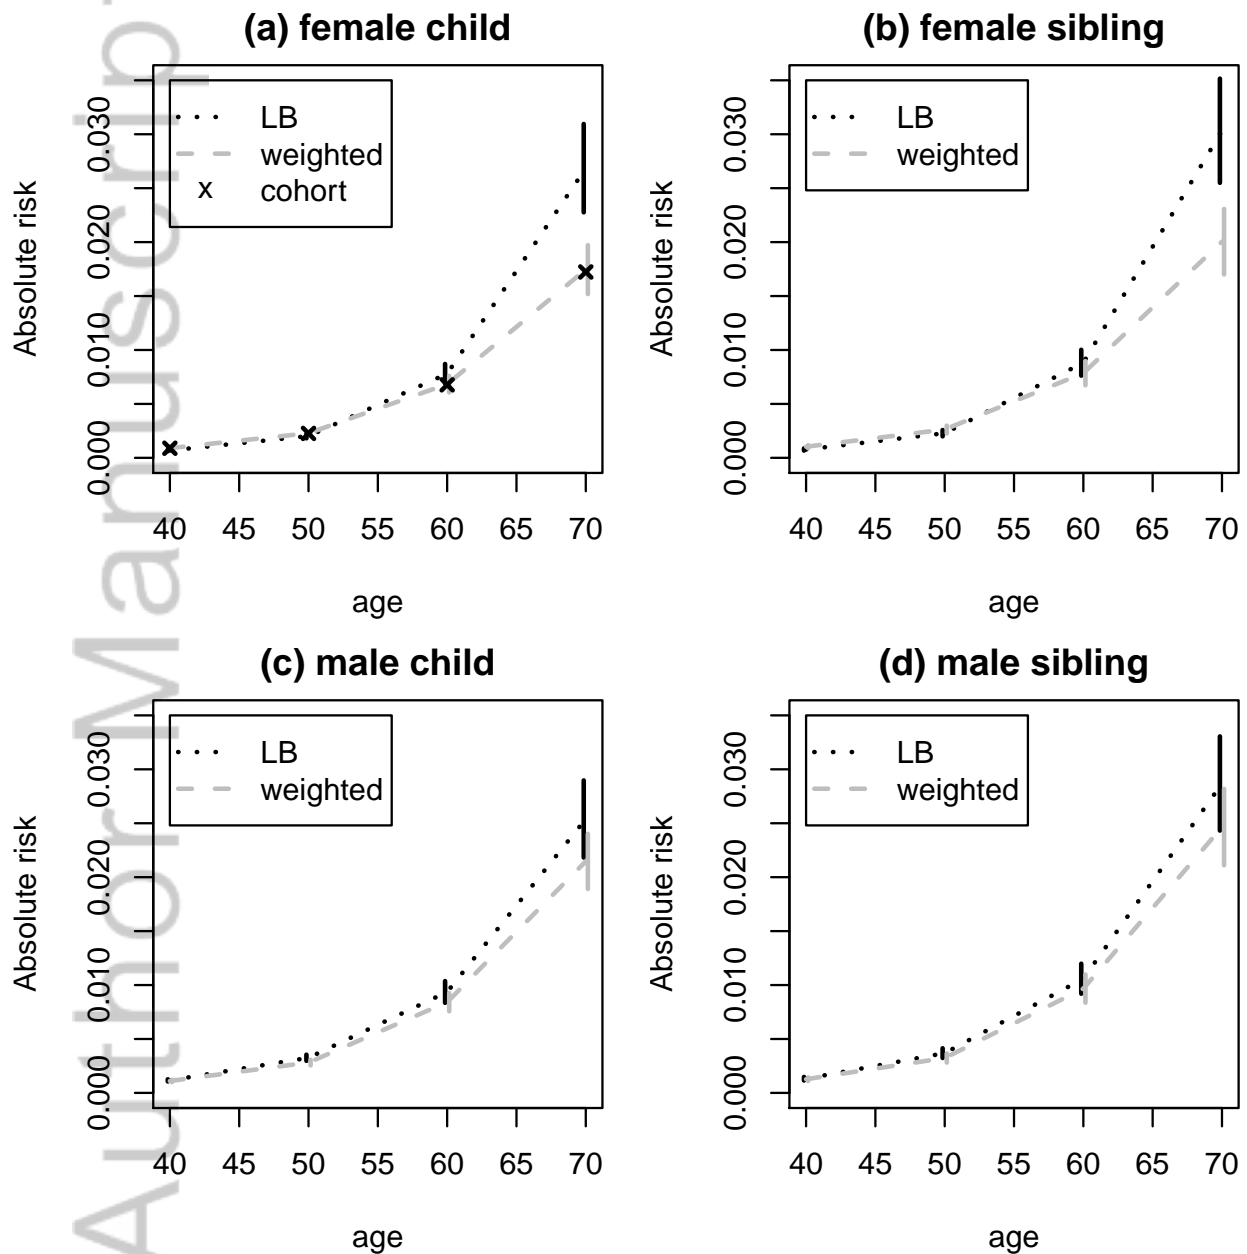 (a) female child
LB
weighted
x cohort
Absolute risk
0.000 0.010 0.020 0.030
40 45 50 55 60 65 70
age
(b) female sibling
LB
weighted
Absolute risk
0.000 0.010 0.020 0.030
40 45 50 55 60 65 70
age
(c) male child
LB
weighted
Absolute risk
0.000 0.010 0.020 0.030
40 45 50 55 60 65 70
age
(d) male sibling
LB
weighted
Absolute risk
0.000 0.010 0.020 0.030
40 45 50 55 60 65 70
age
Author Manuscript